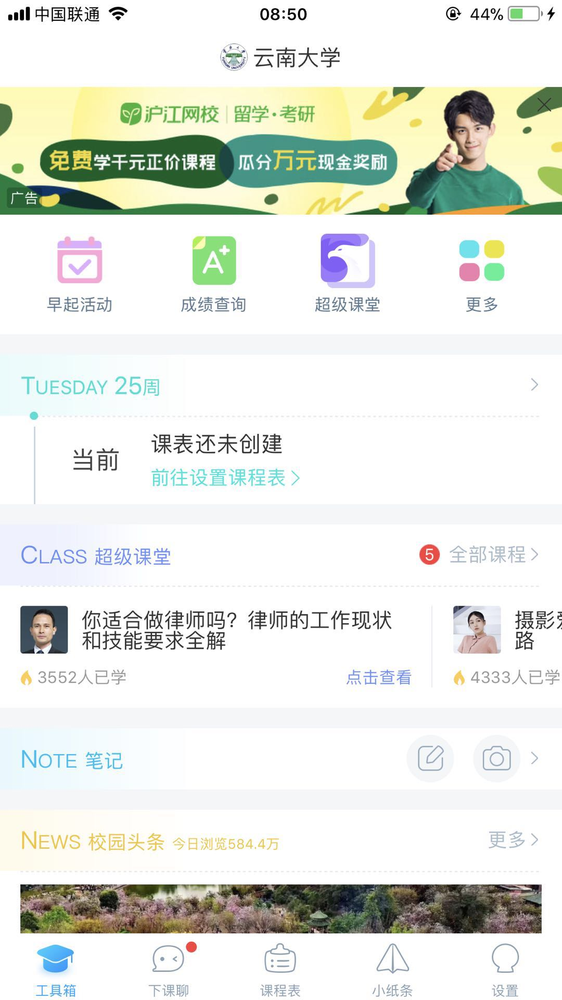 中国联通
08:50
44%
云南大学
沪江网校 | 留学·考研
免费学千元正价课程
瓜分万元现金奖励
广告
早起活动
成绩查询
超级课堂
更多
TUESDAY 25周
当前
课表还未创建
前往设置课程表
CLASS 超级课堂
5
全部课程
你适合做律师吗？律师的工作现状
和技能要求全解
3552人已学
点击查看
摄影
路
4333人已学
NOTE 笔记
NEWS 校园头条 今日浏览584.4万
更多
工具箱
下课聊
课程表
小纸条
设置